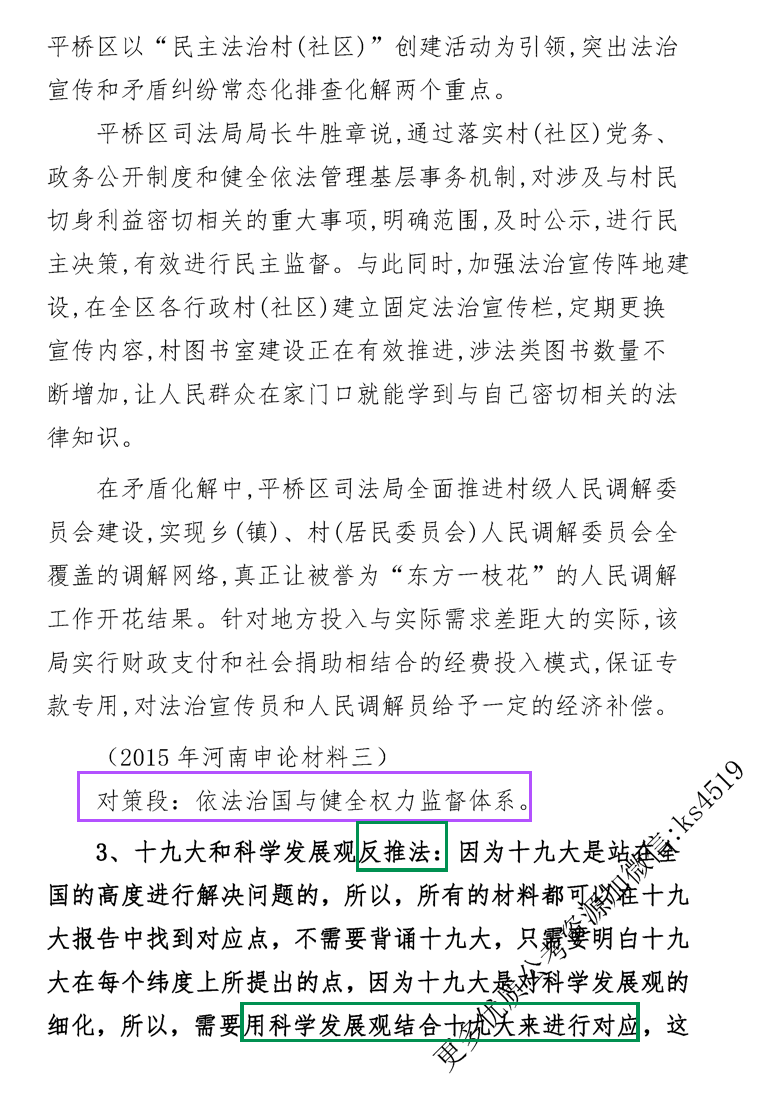 平桥区以“民主法治村(社区)”创建活动为引领,突出法治
宣传和矛盾纠纷常态化排查化解两个重点。
平桥区司法局局长牛胜章说,通过落实村(社区)党务、
政务公开制度和健全依法管理基层事务机制,对涉及与村民
切身利益密切相关的重大事项,明确范围,及时公示,进行民
主决策,有效进行民主监督。与此同时,加强法治宣传阵地建
设,在全区各行政村(社区)建立固定法治宣传栏,定期更换
宣传内容,村图书室建设正在有效推进,涉法类图书数量不
断增加,让人民群众在家门口就能学到与自己密切相关的法
律知识。
在矛盾化解中,平桥区司法局全面推进村级人民调解委
员会建设,实现乡(镇)、村(居民委员会)人民调解委员会全
覆盖的调解网络,真正让被誉为“东方一枝花”的人民调解
工作开花结果。针对地方投入与实际需求差距大的实际,该
局实行财政支付和社会捐助相结合的经费投入模式,保证专
款专用,对法治宣传员和人民调解员给予一定的经济补偿。
（2015 年河南申论材料三）
对策段：依法治国与健全权力监督体系。
3、十九大和科学发展观反推法：因为十九大是站在全
国的高度进行解决问题的，所以，所有的材料都可以在十九
大报告中找到对应点，不需要背诵十九大，只需要明白十九
大在每个纬度上所提出的点，因为十九大是对科学发展观的
细化，所以，需要用科学发展观结合十九大来进行对应，这
更多优质公考资源加微信:ks4519